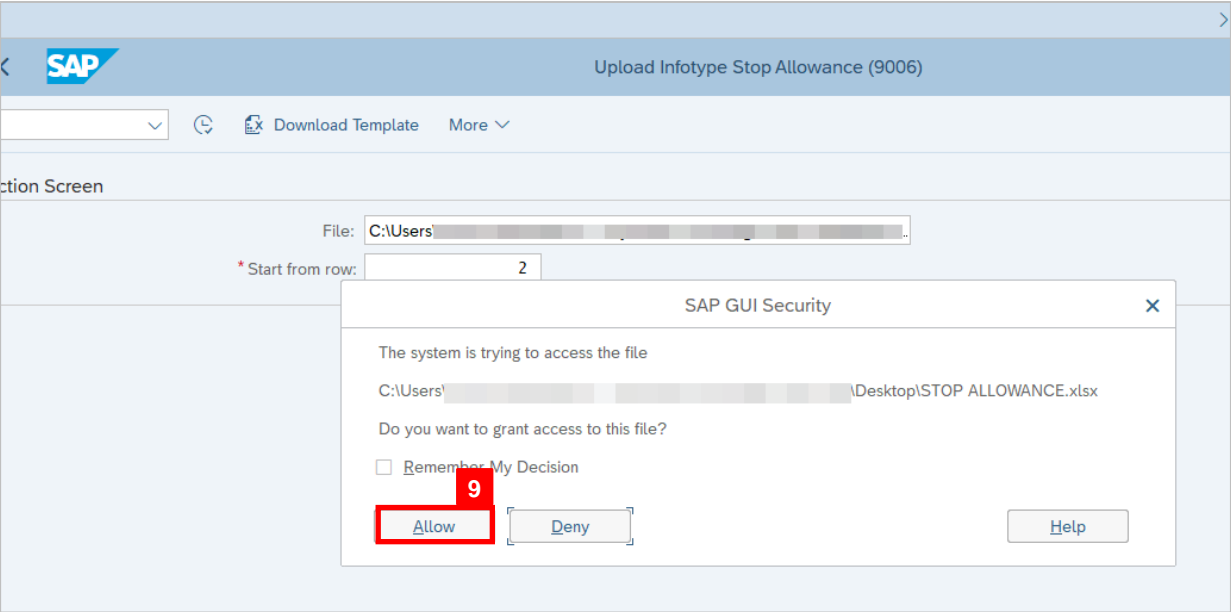 SAP
Upload Infotype Stop Allowance (9006)
Download Template More
ction Screen
File: C:\Users\
* Start from row: 2
SAP GUI Security
The system is trying to access the file
C:\Users\ \Desktop\STOP ALLOWANCE.xlsx
Do you want to grant access to this file?
Remember My Decision
9
Allow Deny Help